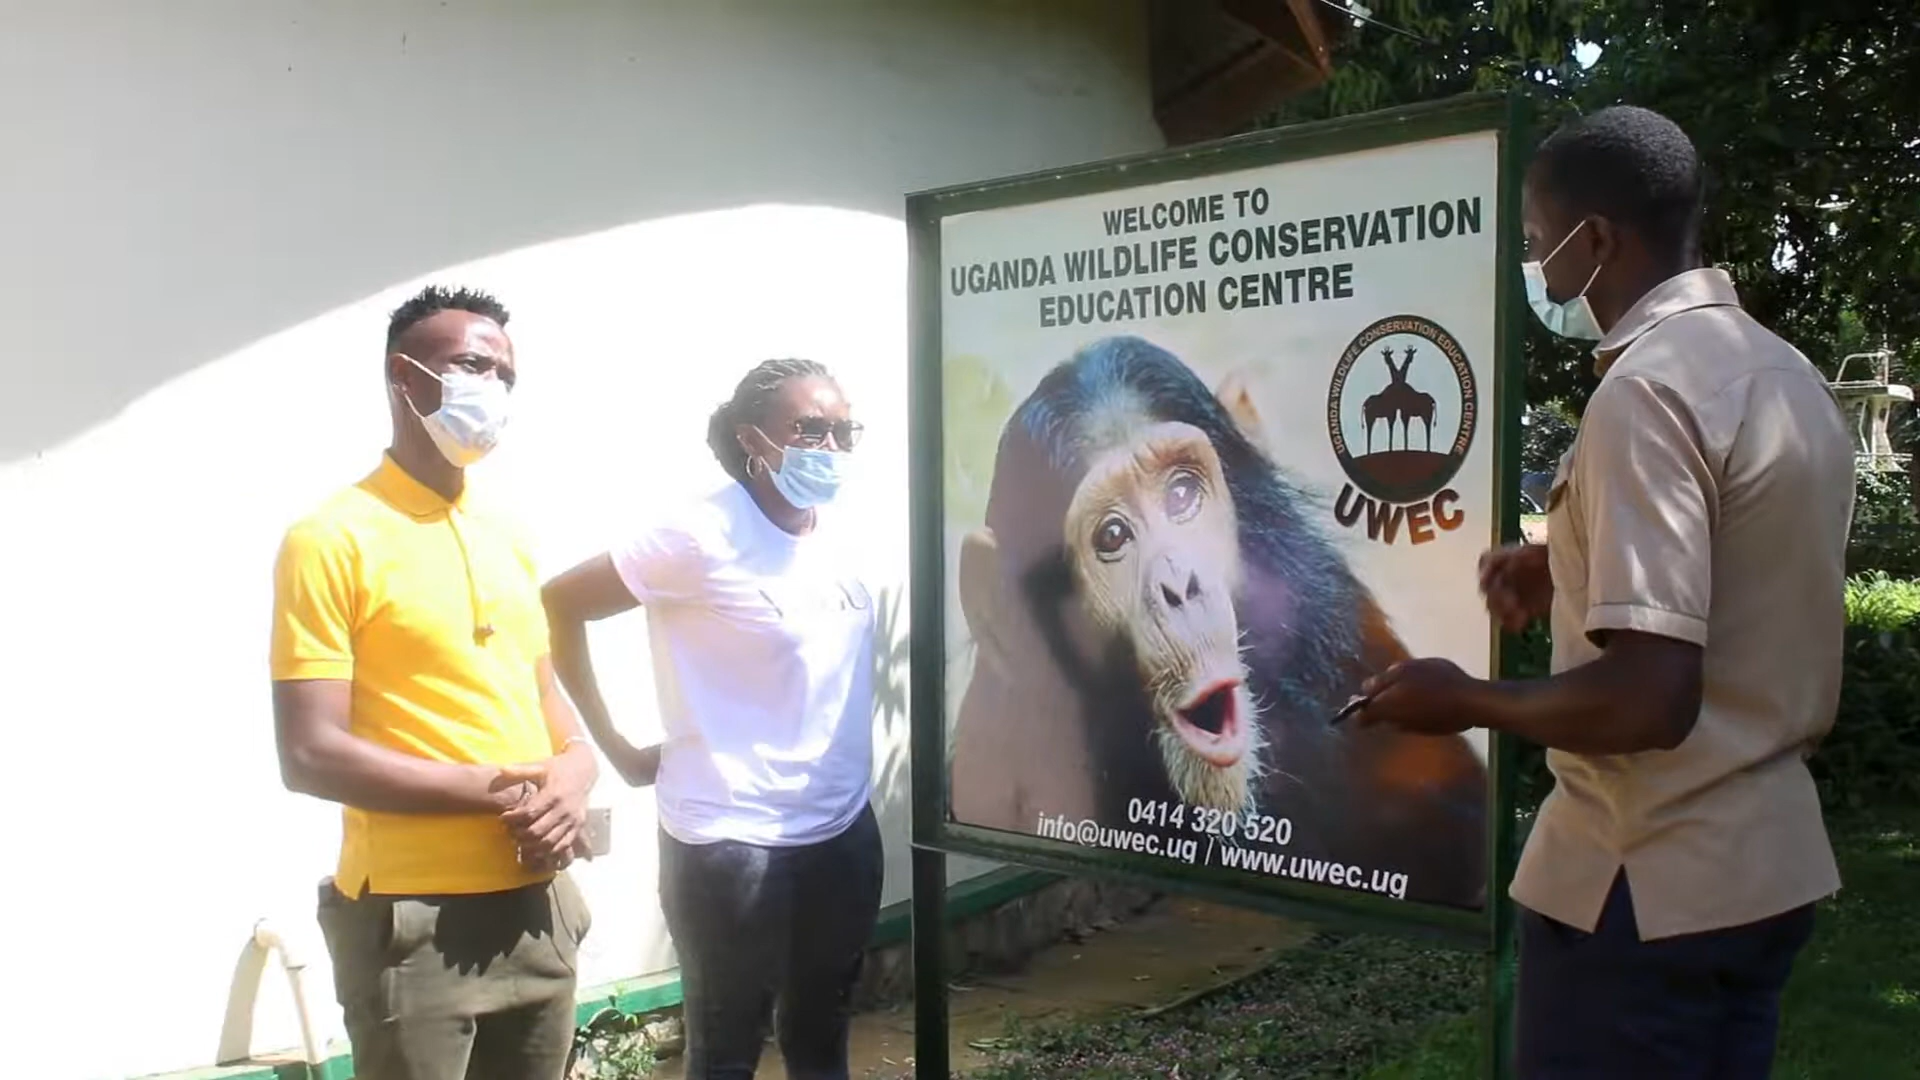 WELCOME TO
UGANDA WILDLIFE CONSERVATION
EDUCATION CENTRE
UGANDA WILDLIFE CONSERVATION EDUCATION CENTRE
UWEC
0414 320 520
info@uwec.ug / www.uwec.ug